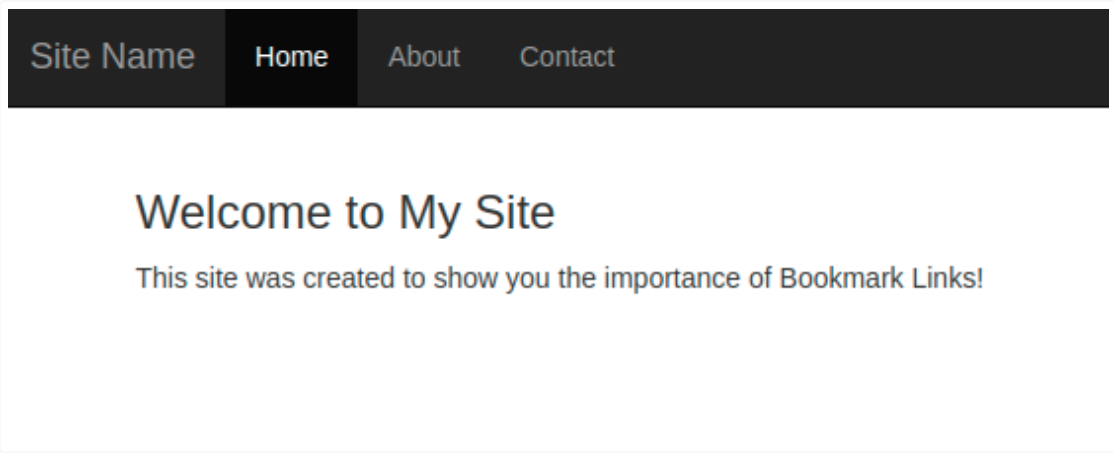 Site Name Home About Contact
Welcome to My Site
This site was created to show you the importance of Bookmark Links!